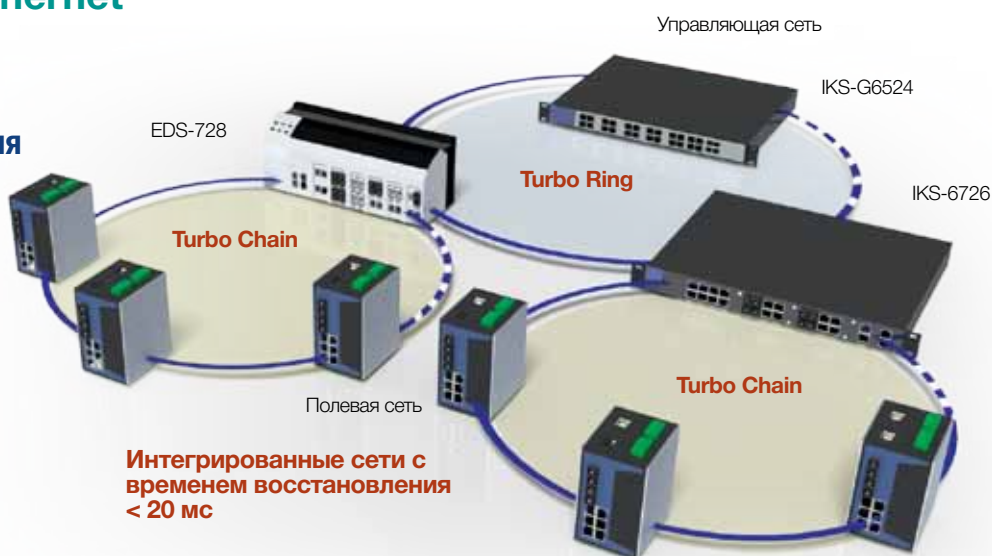 Управляющая сеть
IKS-G6524
EDS-728
IKS-6726
Turbo Ring
Turbo Chain
Turbo Chain
Полевая сеть
Интегрированные сети с
временем восстановления
< 20 мс